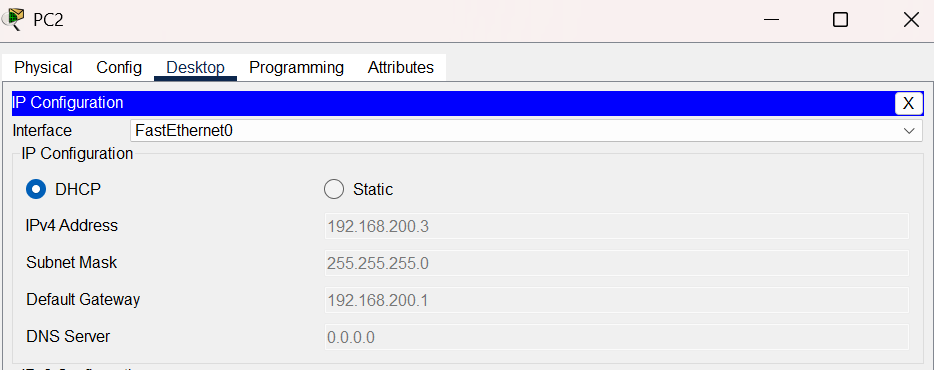 PC2
Physical Config Desktop Programming Attributes
IP Configuration
X
Interface FastEthernet0
IP Configuration
DHCP Static
IPv4 Address 192.168.200.3
Subnet Mask 255.255.255.0
Default Gateway 192.168.200.1
DNS Server 0.0.0.0